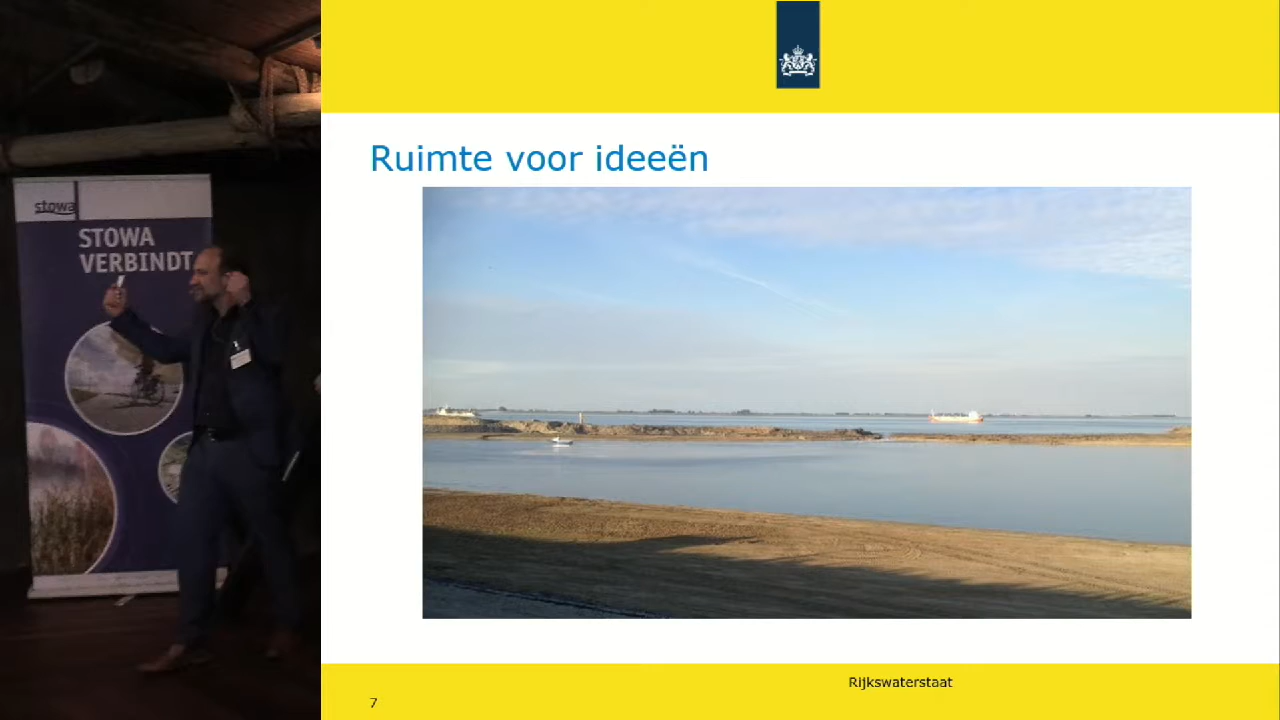 stowa
STOWA
VERBINDT
Ruimte voor ideeën
Rijkswaterstaat
7